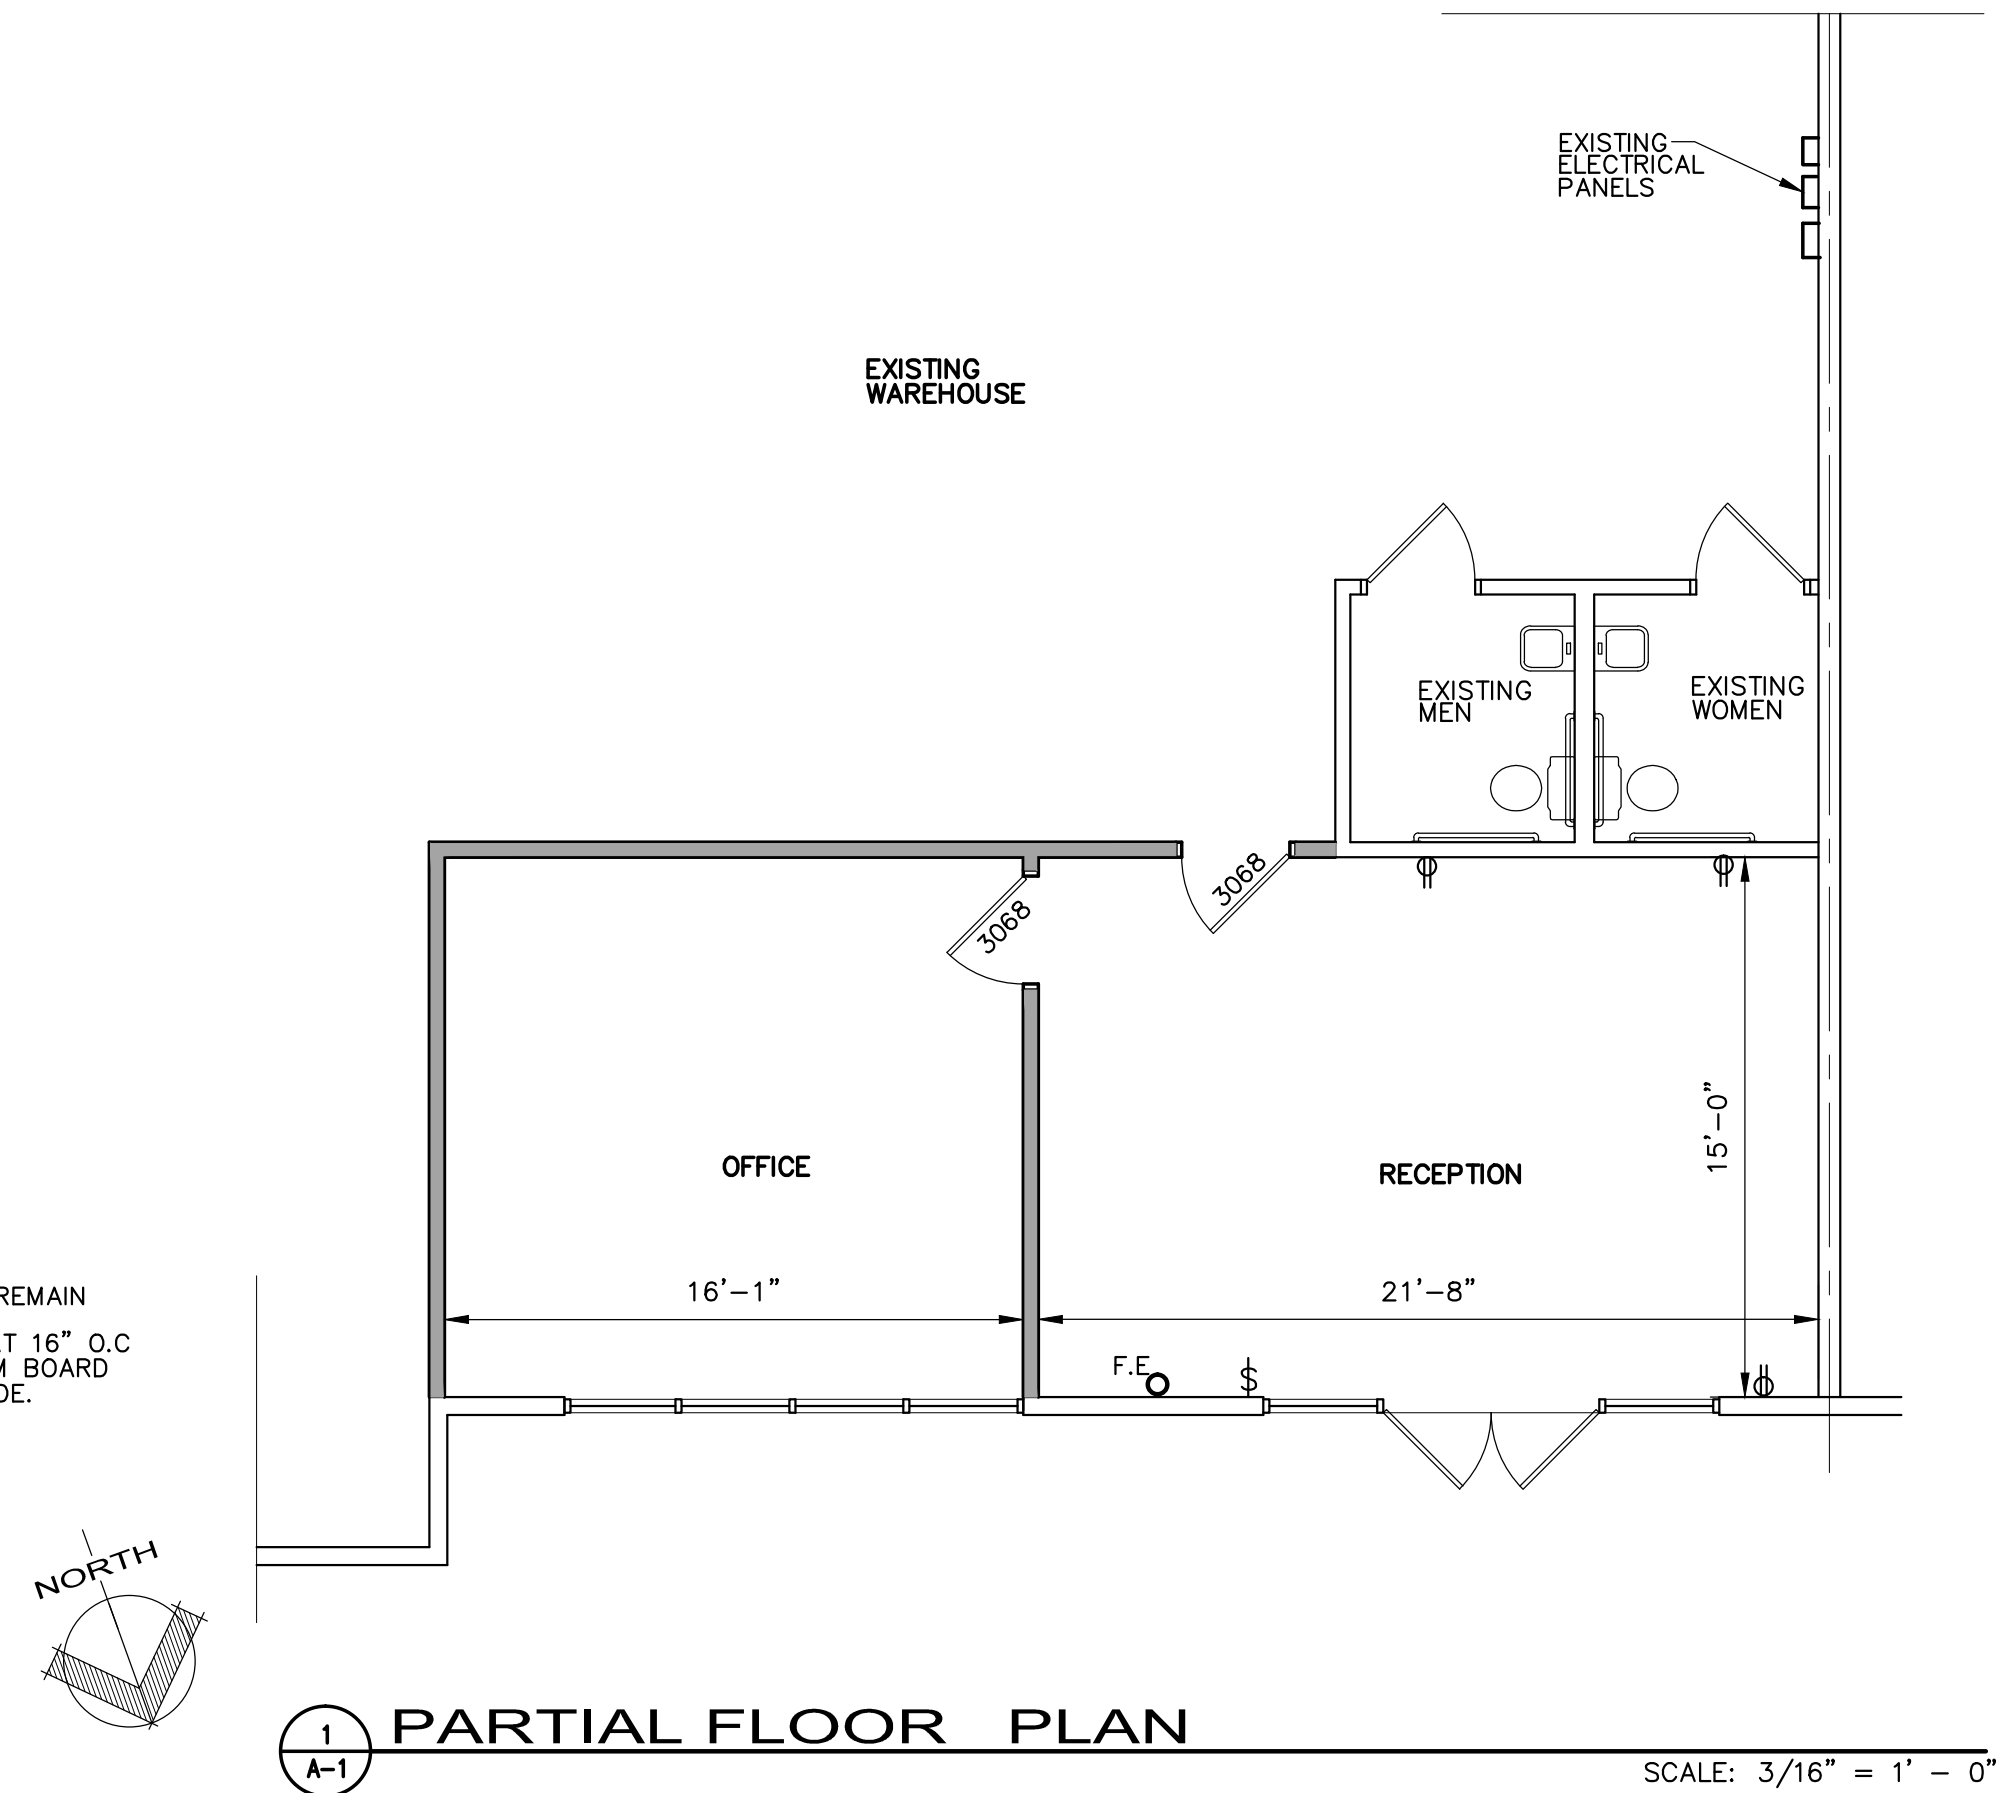 EXISTING
ELECTRICAL
PANELS
EXISTING
WAREHOUSE
EXISTING
MEN
EXISTING
WOMEN
3068
3068
15'-0"
OFFICE
RECEPTION
16'-1"
21'-8"
REMAIN
16" O.C
BOARD
F.E
$
NORTH
1
A-1
PARTIAL FLOOR PLAN
SCALE: 3/16" = 1' - 0"